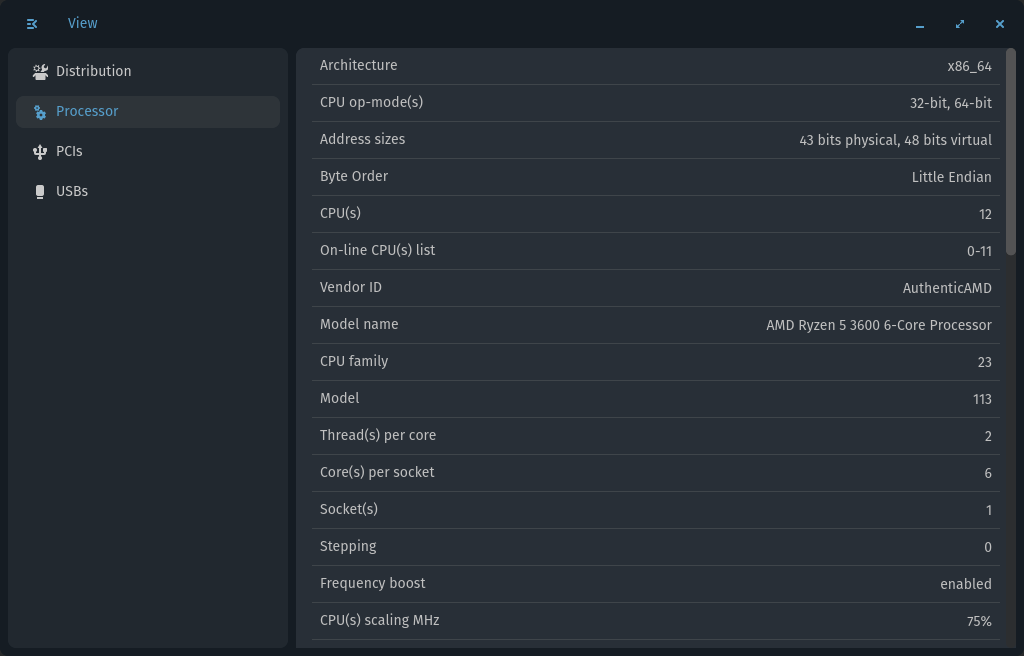 View
Distribution
Processor
PCIs
USBs
Architecture x86_64
CPU op-mode(s) 32-bit, 64-bit
Address sizes 43 bits physical, 48 bits virtual
Byte Order Little Endian
CPU(s) 12
On-line CPU(s) list 0-11
Vendor ID AuthenticAMD
Model name AMD Ryzen 5 3600 6-Core Processor
CPU family 23
Model 113
Thread(s) per core 2
Core(s) per socket 6
Socket(s) 1
Stepping 0
Frequency boost enabled
CPU(s) scaling MHz 75%